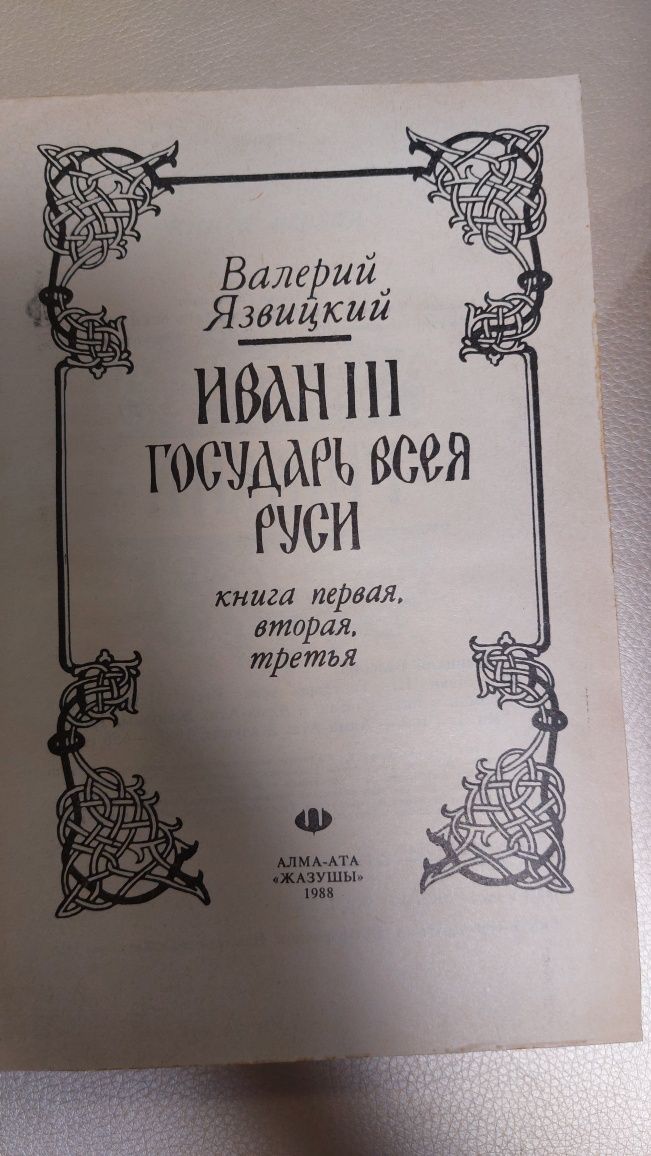 Валерий
Язвицкий
ИВАН III
ГОСУДАРЬ ВСЕЯ
РУСИ
книга первая,
вторая,
третья
АЛМА-АТА
«ЖАЗУШЫ»
1988